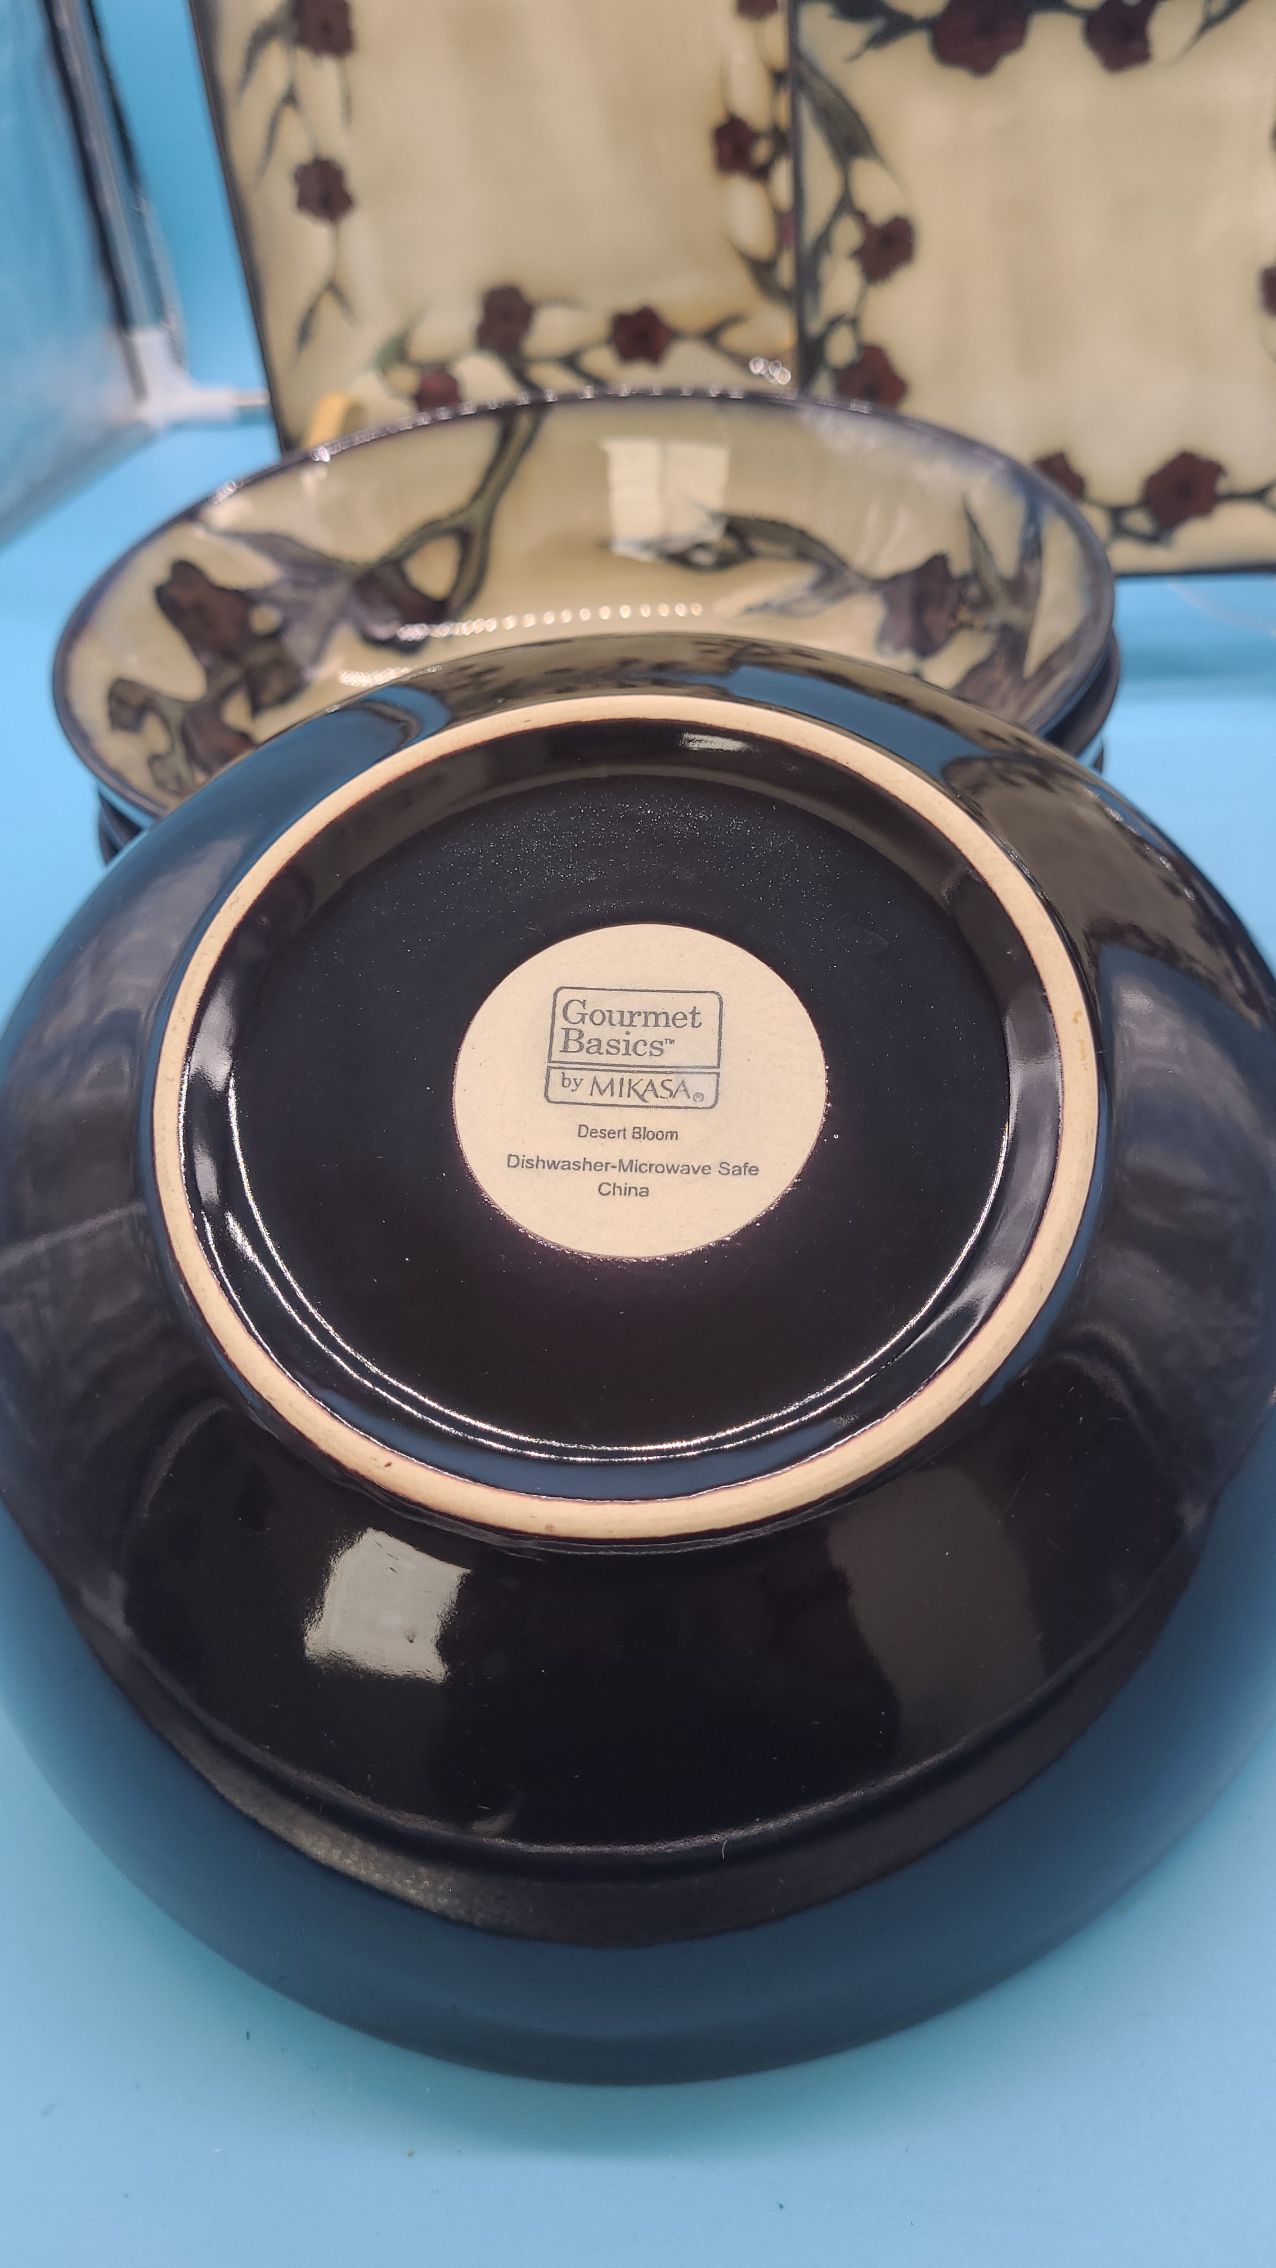 Gourmet
Basics™
by MIKASA®
Desert Bloom
Dishwasher-Microwave Safe
China